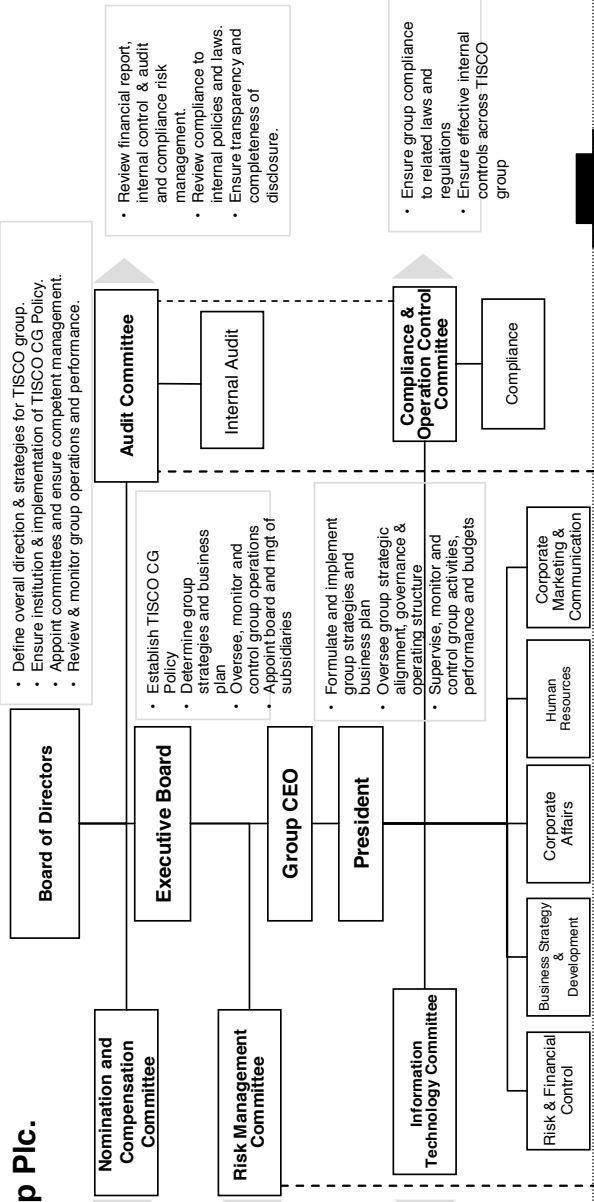 p Plc.
Board of Directors
• Define overall direction & strategies for TISCO group.
• Ensure institution & implementation of TISCO CG Policy.
• Appoint committees and ensure competent management.
• Review & monitor group operations and performance.
Nomination and
Compensation
Committee
Audit Committee
• Review financial report,
internal control & audit
and compliance risk
management.
• Review compliance to
internal policies and laws.
• Ensure transparency and
completeness of
disclosure.
Executive Board
• Establish TISCO CG
Policy
• Determine group
strategies and business
plan
• Oversee, monitor and
control group operations
• Appoint board and mgt of
subsidiaries
Internal Audit
Risk Management
Committee
Group CEO
President
• Formulate and implement
group strategies and
business plan
• Oversee group strategic
alignment, governance &
operating structure
• Supervise, monitor and
control group activities,
performance and budgets
Information
Technology Committee
Compliance &
Operation Control
Committee
• Ensure group compliance
to related laws and
regulations
• Ensure effective internal
controls across TISCO
group
Compliance
Risk & Financial
Control
Business Strategy
&
Development
Corporate
Affairs
Human
Resources
Corporate
Marketing &
Communication